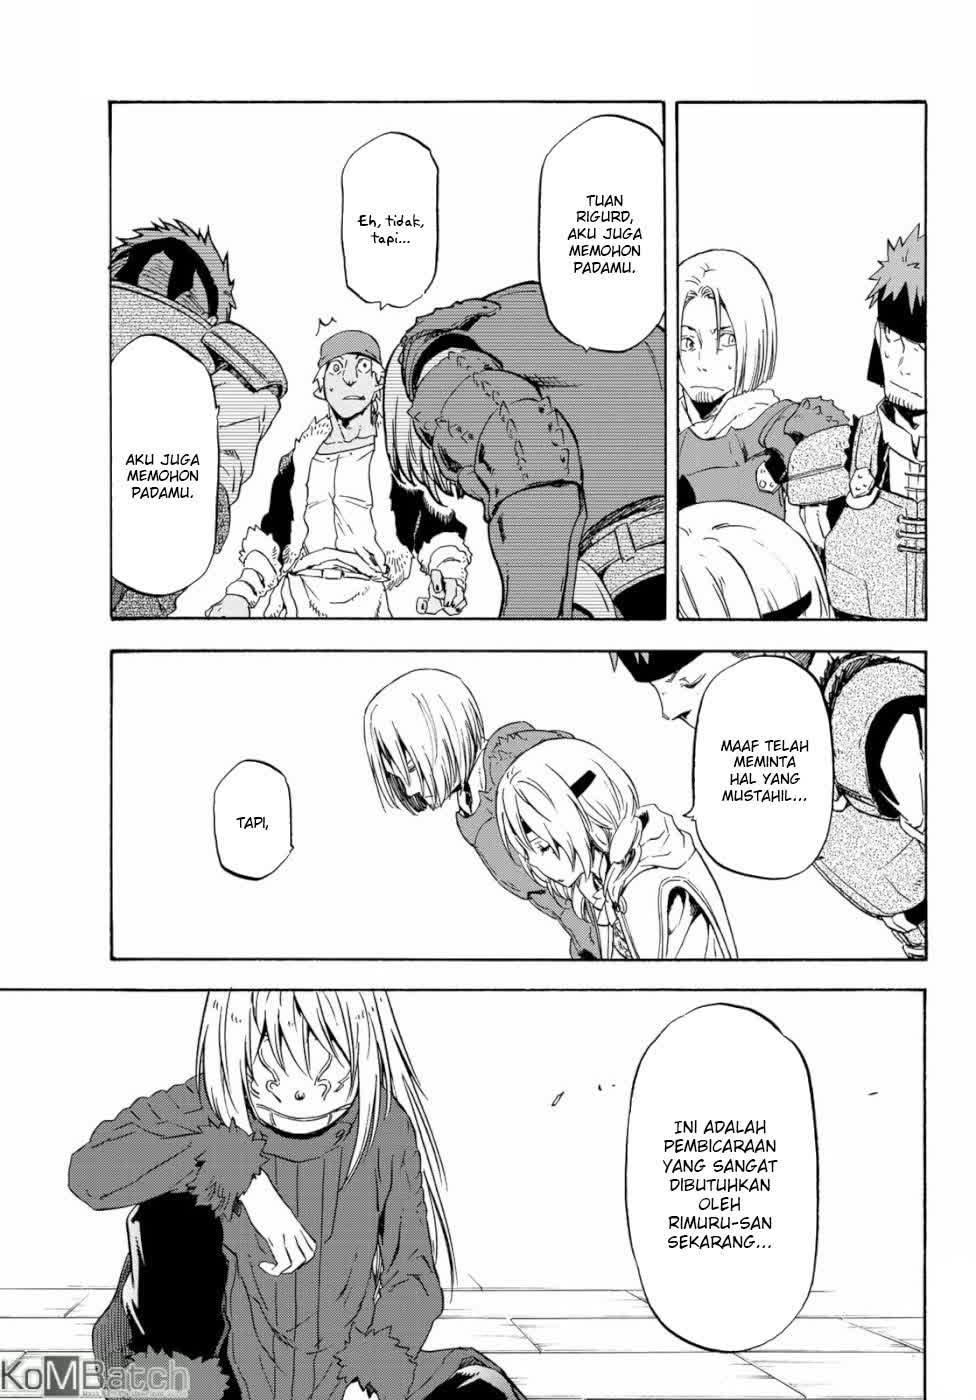 TUAN
RIGURD,
AKU JUGA
MEMOHON
PADAMU.
Eh, tidak,
tapi...
AKU JUGA
MEMOHON
PADAMU.
MAAF TELAH
MEMINTA
HAL YANG
MUSTAHIL...
TAPI,
INI ADALAH
PEMBICARAAN
YANG SANGAT
DIBUTUHKAN
OLEH
RIMURU-SAN
SEKARANG...
KoMBatch